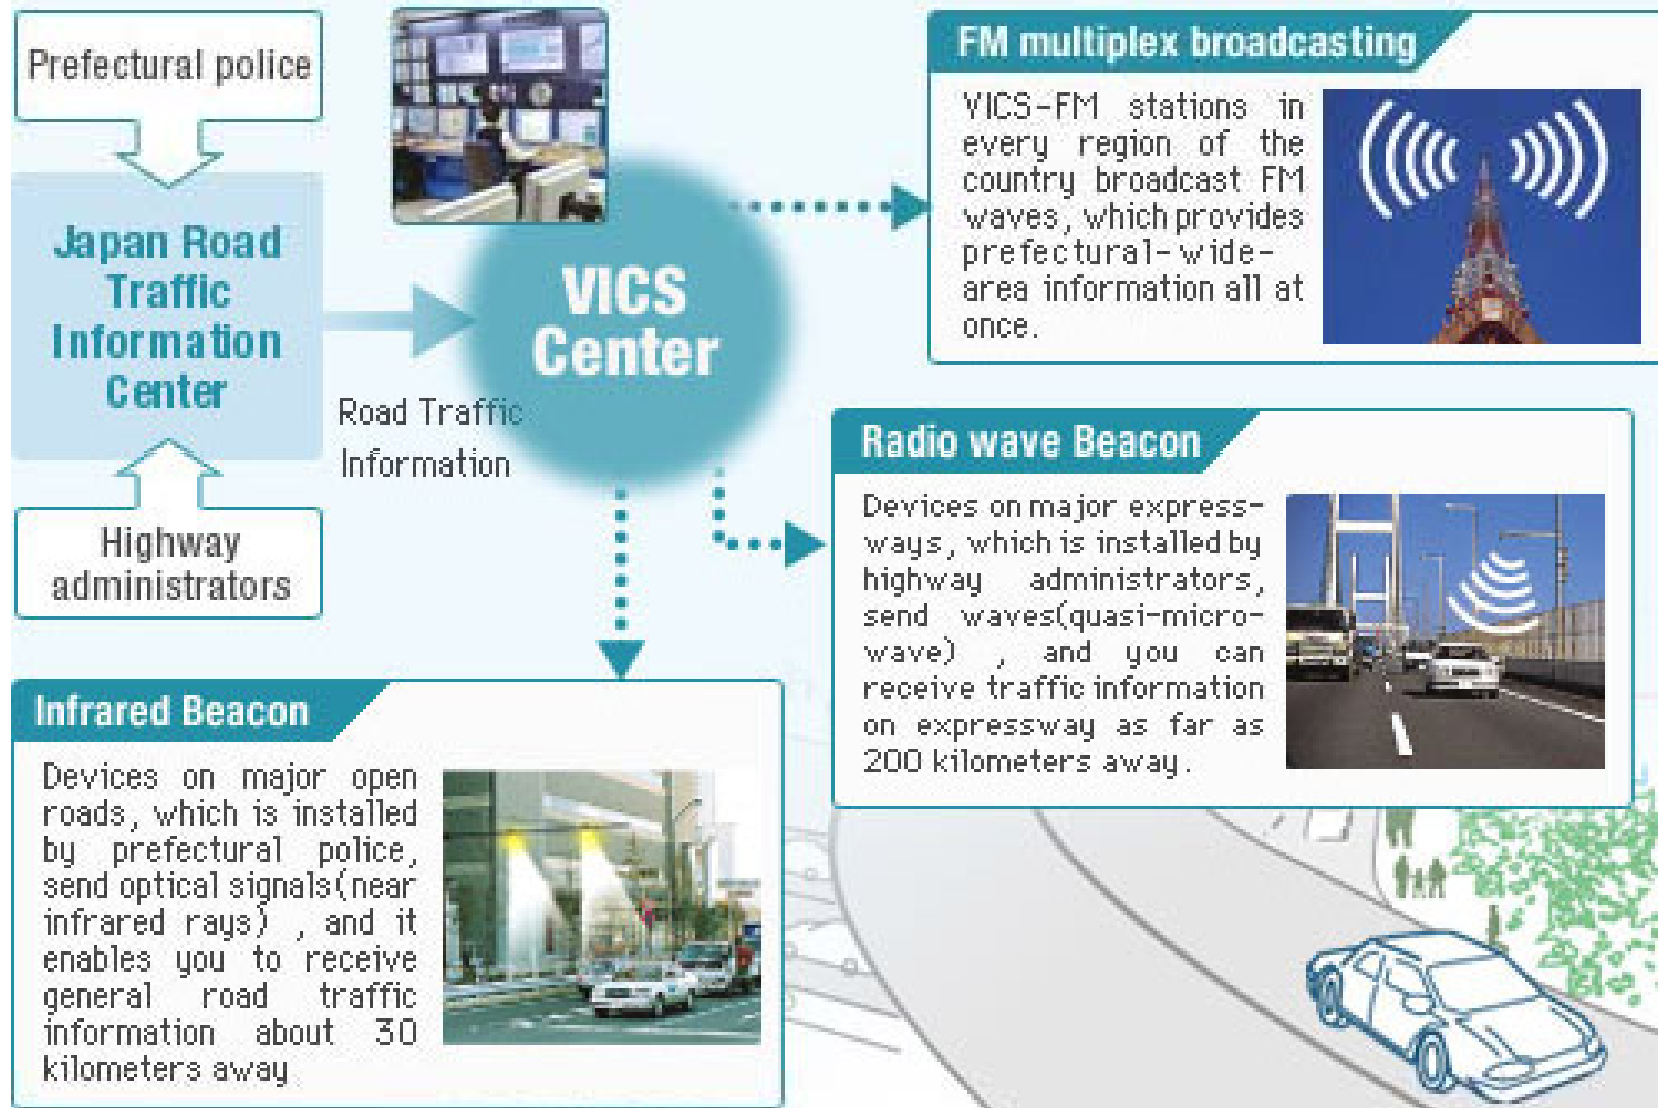 Prefectural police
Japan Road
Traffic
Information
Center
Highway
administrators
Road Traffic
Information
VICS
Center
FM multiplex broadcasting
VICS-FM stations in
every region of the
country broadcast FM
waves, which provides
prefectural-wide-
area information all at
once.
Radio wave Beacon
Devices on major express-
ways, which is installed by
highway administrators,
send waves(quasi-micro-
wave) , and you can
receive traffic information
on expressway as far as
200 kilometers away.
Infrared Beacon
Devices on major open
roads, which is installed
by prefectural police,
send optical signals(near
infrared rays) , and it
enables you to receive
general road traffic
information about 30
kilometers away